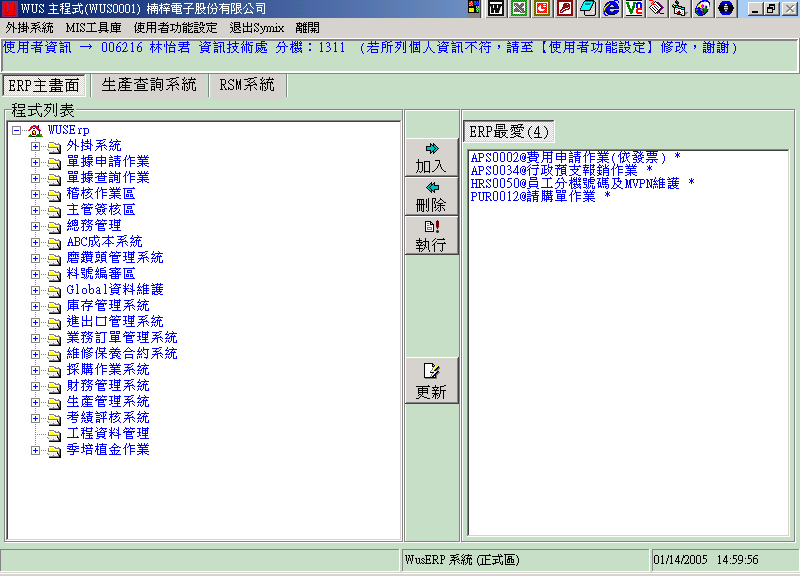 WUS 主程式(WUS0001) 楠梓電子股份有限公司
外掛系統 MIS工具庫 使用者功能設定 退出Symix 離開
使用者資訊 → 006216 林怡君 資訊技術處 分機：1311 (若所列個人資訊不符，請至【使用者功能設定】修改，謝謝)
ERP主畫面 生產查詢系統 RSM系統
程式列表
WUSErp
外掛系統
單據申請作業
單據查詢作業
稽核作業區
主管簽核區
總務管理
ABC成本系統
磨鑽頭管理系統
料號編審區
Global資料維護
庫存管理系統
進出口管理系統
業務訂單管理系統
維修保養合約系統
採購作業系統
財務管理系統
生產管理系統
考績評核系統
工程資料管理
季培植金作業
加入
刪除
執行
更新
ERP最愛(4)
APS0002@費用申請作業(依發票) *
APS0034@行政預支報銷作業 *
HRS0050@員工分機號碼及MVPN維護 *
PUR0012@請購單作業 *
WusERP 系統 (正式區)
01/14/2005 14:59:56